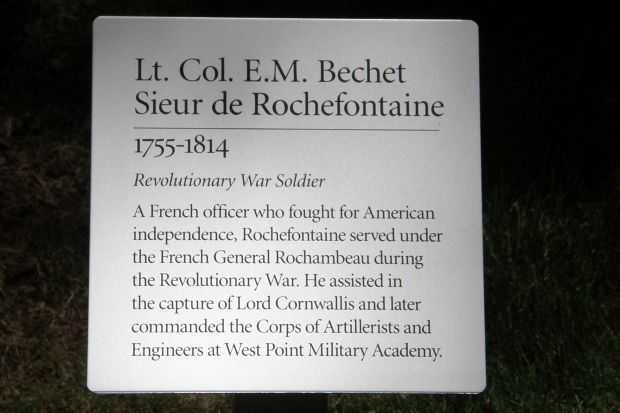 Lt. Col. E.M. Bechet
Sieur de Rochefontaine
1755-1814
Revolutionary War Soldier
A French officer who fought for American
independence, Rochefontaine served under
the French General Rochambeau during
the Revolutionary War. He assisted in
the capture of Lord Cornwallis and later
commanded the Corps of Artillerists and
Engineers at West Point Military Academy.